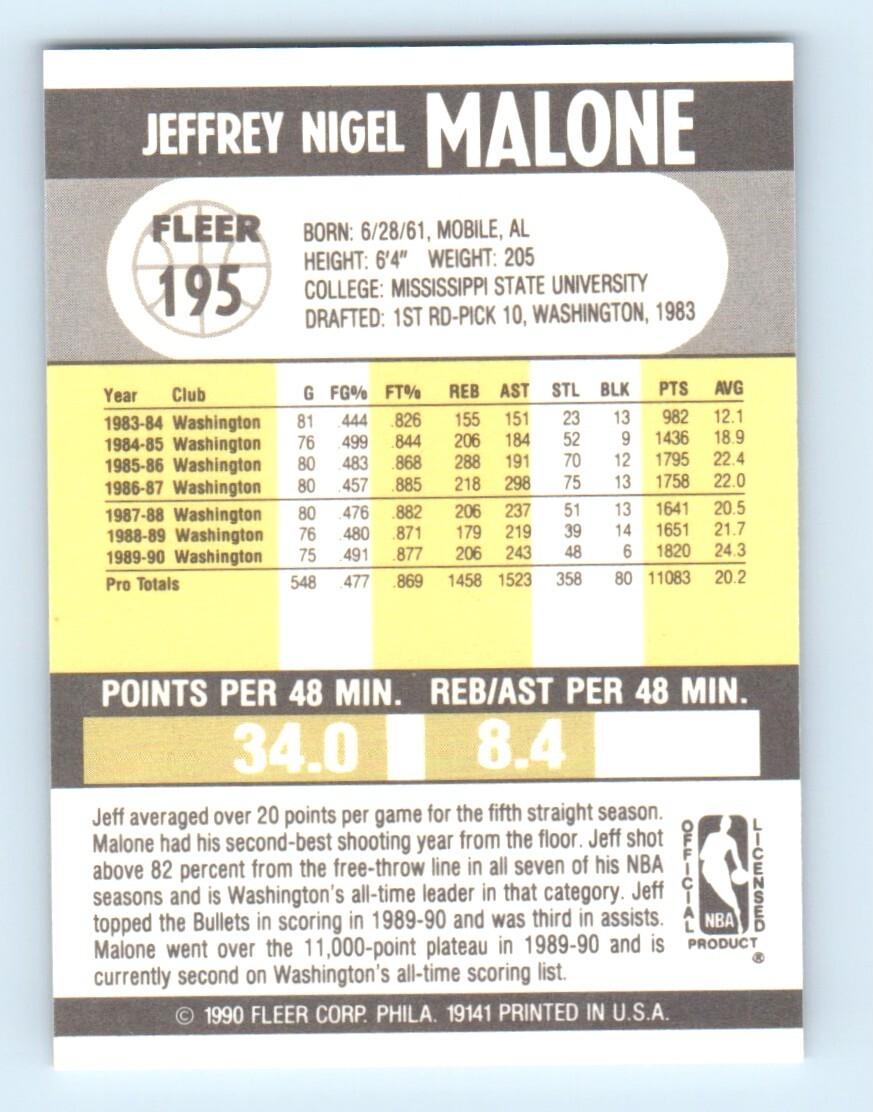 JEFFREY NIGEL MALONE
FLEER
195
BORN: 6/28/61, MOBILE, AL
HEIGHT: 6'4" WEIGHT: 205
COLLEGE: MISSISSIPPI STATE UNIVERSITY
DRAFTED: 1ST RD-PICK 10, WASHINGTON, 1983
Year Club G FG% FT% REB AST STL BLK PTS AVG
1983-84 Washington 81 .444 .826 155 151 23 13 982 12.1
1984-85 Washington 76 .499 .844 206 184 52 9 1436 18.9
1985-86 Washington 80 .483 .868 288 191 70 12 1795 22.4
1986-87 Washington 80 .457 .885 218 298 75 13 1758 22.0
1987-88 Washington 80 .476 .882 206 237 51 13 1641 20.5
1988-89 Washington 76 .480 .871 179 219 39 14 1651 21.7
1989-90 Washington 75 .491 .877 206 243 48 6 1820 24.3
Pro Totals 548 .477 .869 1458 1523 358 80 11083 20.2
POINTS PER 48 MIN. REB/AST PER 48 MIN.
34.0 8.4
Jeff averaged over 20 points per game for the fifth straight season.
Malone had his second-best shooting year from the floor. Jeff shot
above 82 percent from the free-throw line in all seven of his NBA
seasons and is Washington's all-time leader in that category. Jeff
topped the Bullets in scoring in 1989-90 and was third in assists.
Malone went over the 11,000-point plateau in 1989-90 and is
currently second on Washington's all-time scoring list.
OFFICIAL
LICENSED
NBA
PRODUCT
®
© 1990 FLEER CORP. PHILA. 19141 PRINTED IN U.S.A.